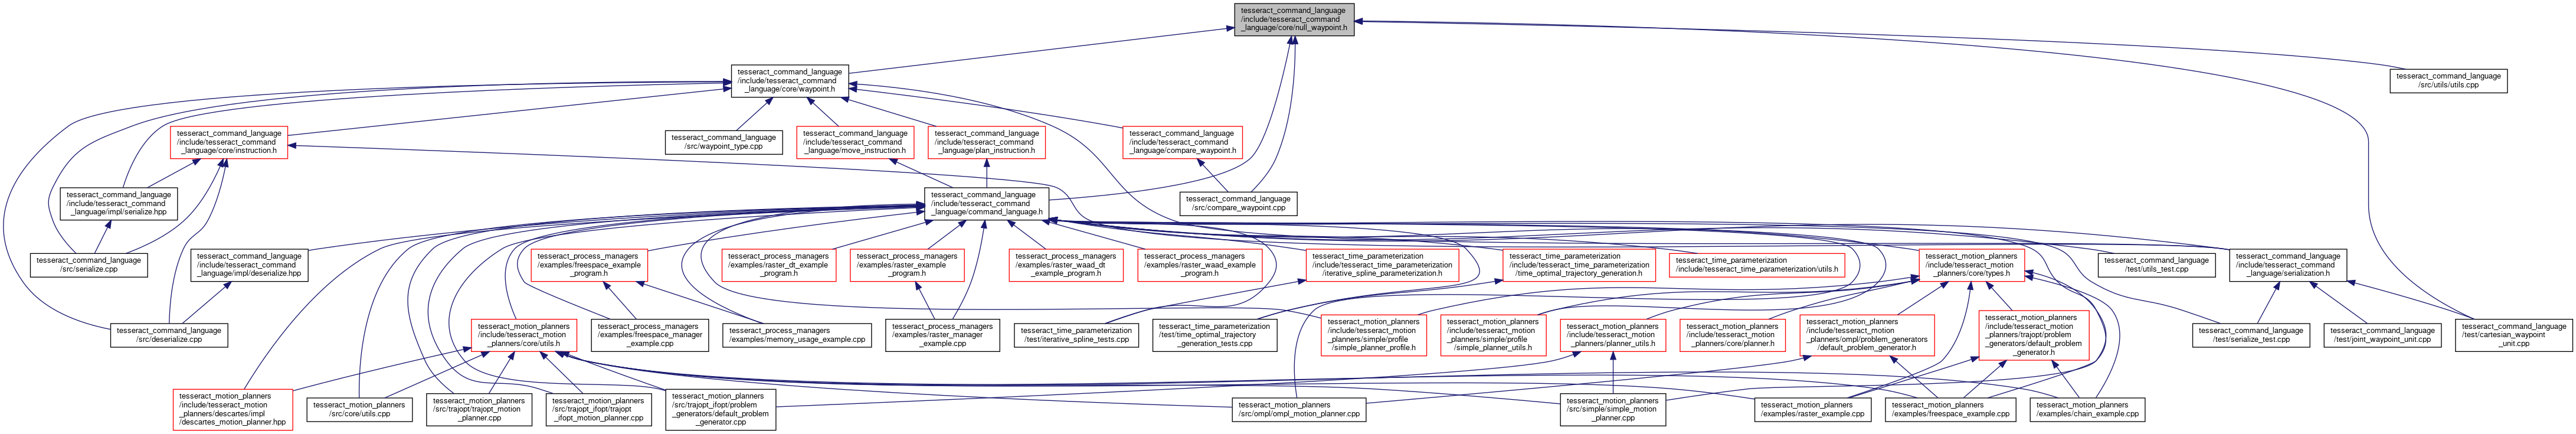 tesseract_command_language
/include/tesseract_command
_language/core/null_waypoint.h
tesseract_command_language
/include/tesseract_command
_language/core/waypoint.h
tesseract_command_language
/src/utils/utils.cpp
tesseract_command_language
/include/tesseract_command
_language/core/instruction.h
tesseract_command_language
/src/waypoint_type.cpp
tesseract_command_language
/include/tesseract_command
_language/move_instruction.h
tesseract_command_language
/include/tesseract_command
_language/plan_instruction.h
tesseract_command_language
/include/tesseract_command
_language/compare_waypoint.h
tesseract_command_language
/include/tesseract_command
_language/impl/serialize.hpp
tesseract_command_language
/include/tesseract_command
_language/command_language.h
tesseract_command_language
/src/compare_waypoint.cpp
tesseract_command_language
/src/serialize.cpp
tesseract_command_language
/include/tesseract_command
_language/impl/deserialize.hpp
tesseract_process_managers
/examples/freespace_example
_program.h
tesseract_process_managers
/examples/raster_dt_example
_program.h
tesseract_process_managers
/examples/raster_example
_program.h
tesseract_process_managers
/examples/raster_waad_dt
_example_program.h
tesseract_process_managers
/examples/raster_waad_example
_program.h
tesseract_time_parameterization
/include/tesseract_time_parameterization
/iterative_spline_parameterization.h
tesseract_time_parameterization
/include/tesseract_time_parameterization
/time_optimal_trajectory_generation.h
tesseract_time_parameterization
/include/tesseract_time_parameterization/utils.h
tesseract_motion_planners
/include/tesseract_motion
_planners/core/types.h
tesseract_command_language
/test/utils_test.cpp
tesseract_command_language
/include/tesseract_command
_language/serialization.h
tesseract_command_language
/src/deserialize.cpp
tesseract_motion_planners
/include/tesseract_motion
_planners/core/utils.h
tesseract_process_managers
/examples/freespace_manager
_example.cpp
tesseract_process_managers
/examples/memory_usage_example.cpp
tesseract_process_managers
/examples/raster_manager
_example.cpp
tesseract_time_parameterization
/test/iterative_spline_tests.cpp
tesseract_time_parameterization
/test/time_optimal_trajectory
_generation_tests.cpp
tesseract_motion_planners
/include/tesseract_motion
_planners/simple/profile
/simple_planner_profile.h
tesseract_motion_planners
/include/tesseract_motion
_planners/simple/profile
/simple_planner_utils.h
tesseract_motion_planners
/include/tesseract_motion
_planners/planner_utils.h
tesseract_motion_planners
/include/tesseract_motion
_planners/core/planner.h
tesseract_motion_planners
/include/tesseract_motion
_planners/ompl/problem_generators
/default_problem_generator.h
tesseract_motion_planners
/include/tesseract_motion
_planners/trajopt/problem
_generators/default_problem
_generator.h
tesseract_command_language
/test/serialize_test.cpp
tesseract_command_language
/test/joint_waypoint_unit.cpp
tesseract_command_language
/test/cartesian_waypoint
_unit.cpp
tesseract_motion_planners
/include/tesseract_motion
_planners/descartes/impl
/descartes_motion_planner.hpp
tesseract_motion_planners
/src/core/utils.cpp
tesseract_motion_planners
/src/trajopt/trajopt_motion
_planner.cpp
tesseract_motion_planners
/src/trajopt_ifopt/trajopt
_ifopt_motion_planner.cpp
tesseract_motion_planners
/src/trajopt_ifopt/problem
_generators/default_problem
_generator.cpp
tesseract_motion_planners
/src/ompl/ompl_motion_planner.cpp
tesseract_motion_planners
/src/simple/simple_motion
_planner.cpp
tesseract_motion_planners
/examples/raster_example.cpp
tesseract_motion_planners
/examples/freespace_example.cpp
tesseract_motion_planners
/examples/chain_example.cpp